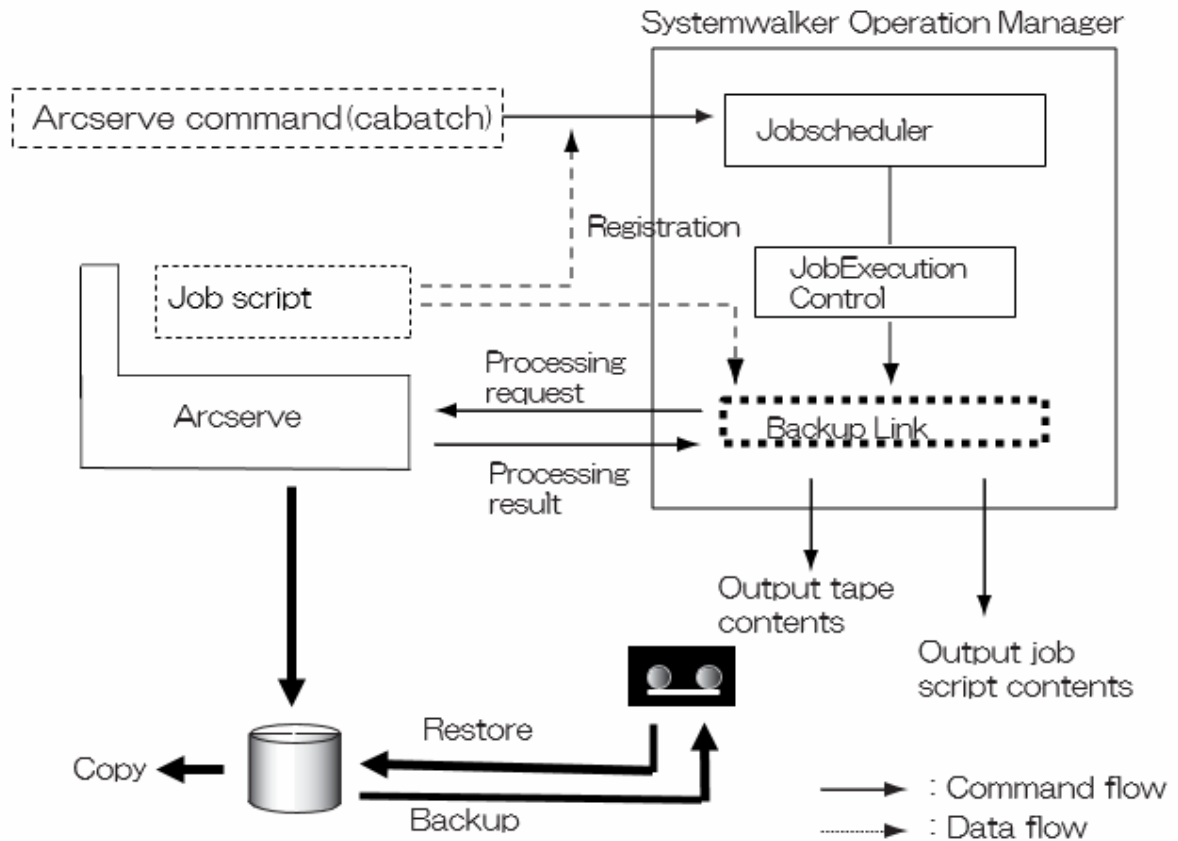 Systemwalker Operation Manager
Arcserve command(cabatch)
Jobscheduler
Registration
JobExecution
Control
Job script
Processing
request
Arcserve
Backup Link
Processing
result
Output tape
contents
Output job
script contents
Restore
Copy
Backup
: Command flow
: Data flow